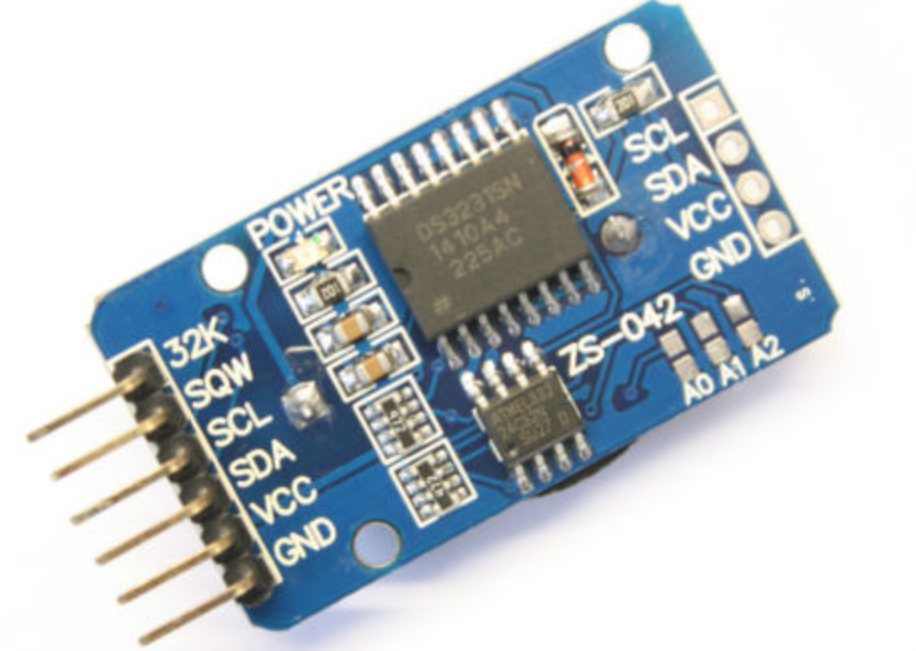 POWER
DS3231SN
1410A4
225AC
##
201
SCL
SDA
VCC
GND
ZS-042
A0 A1 A2
32K
SQW
SCL
SDA
VCC
GND